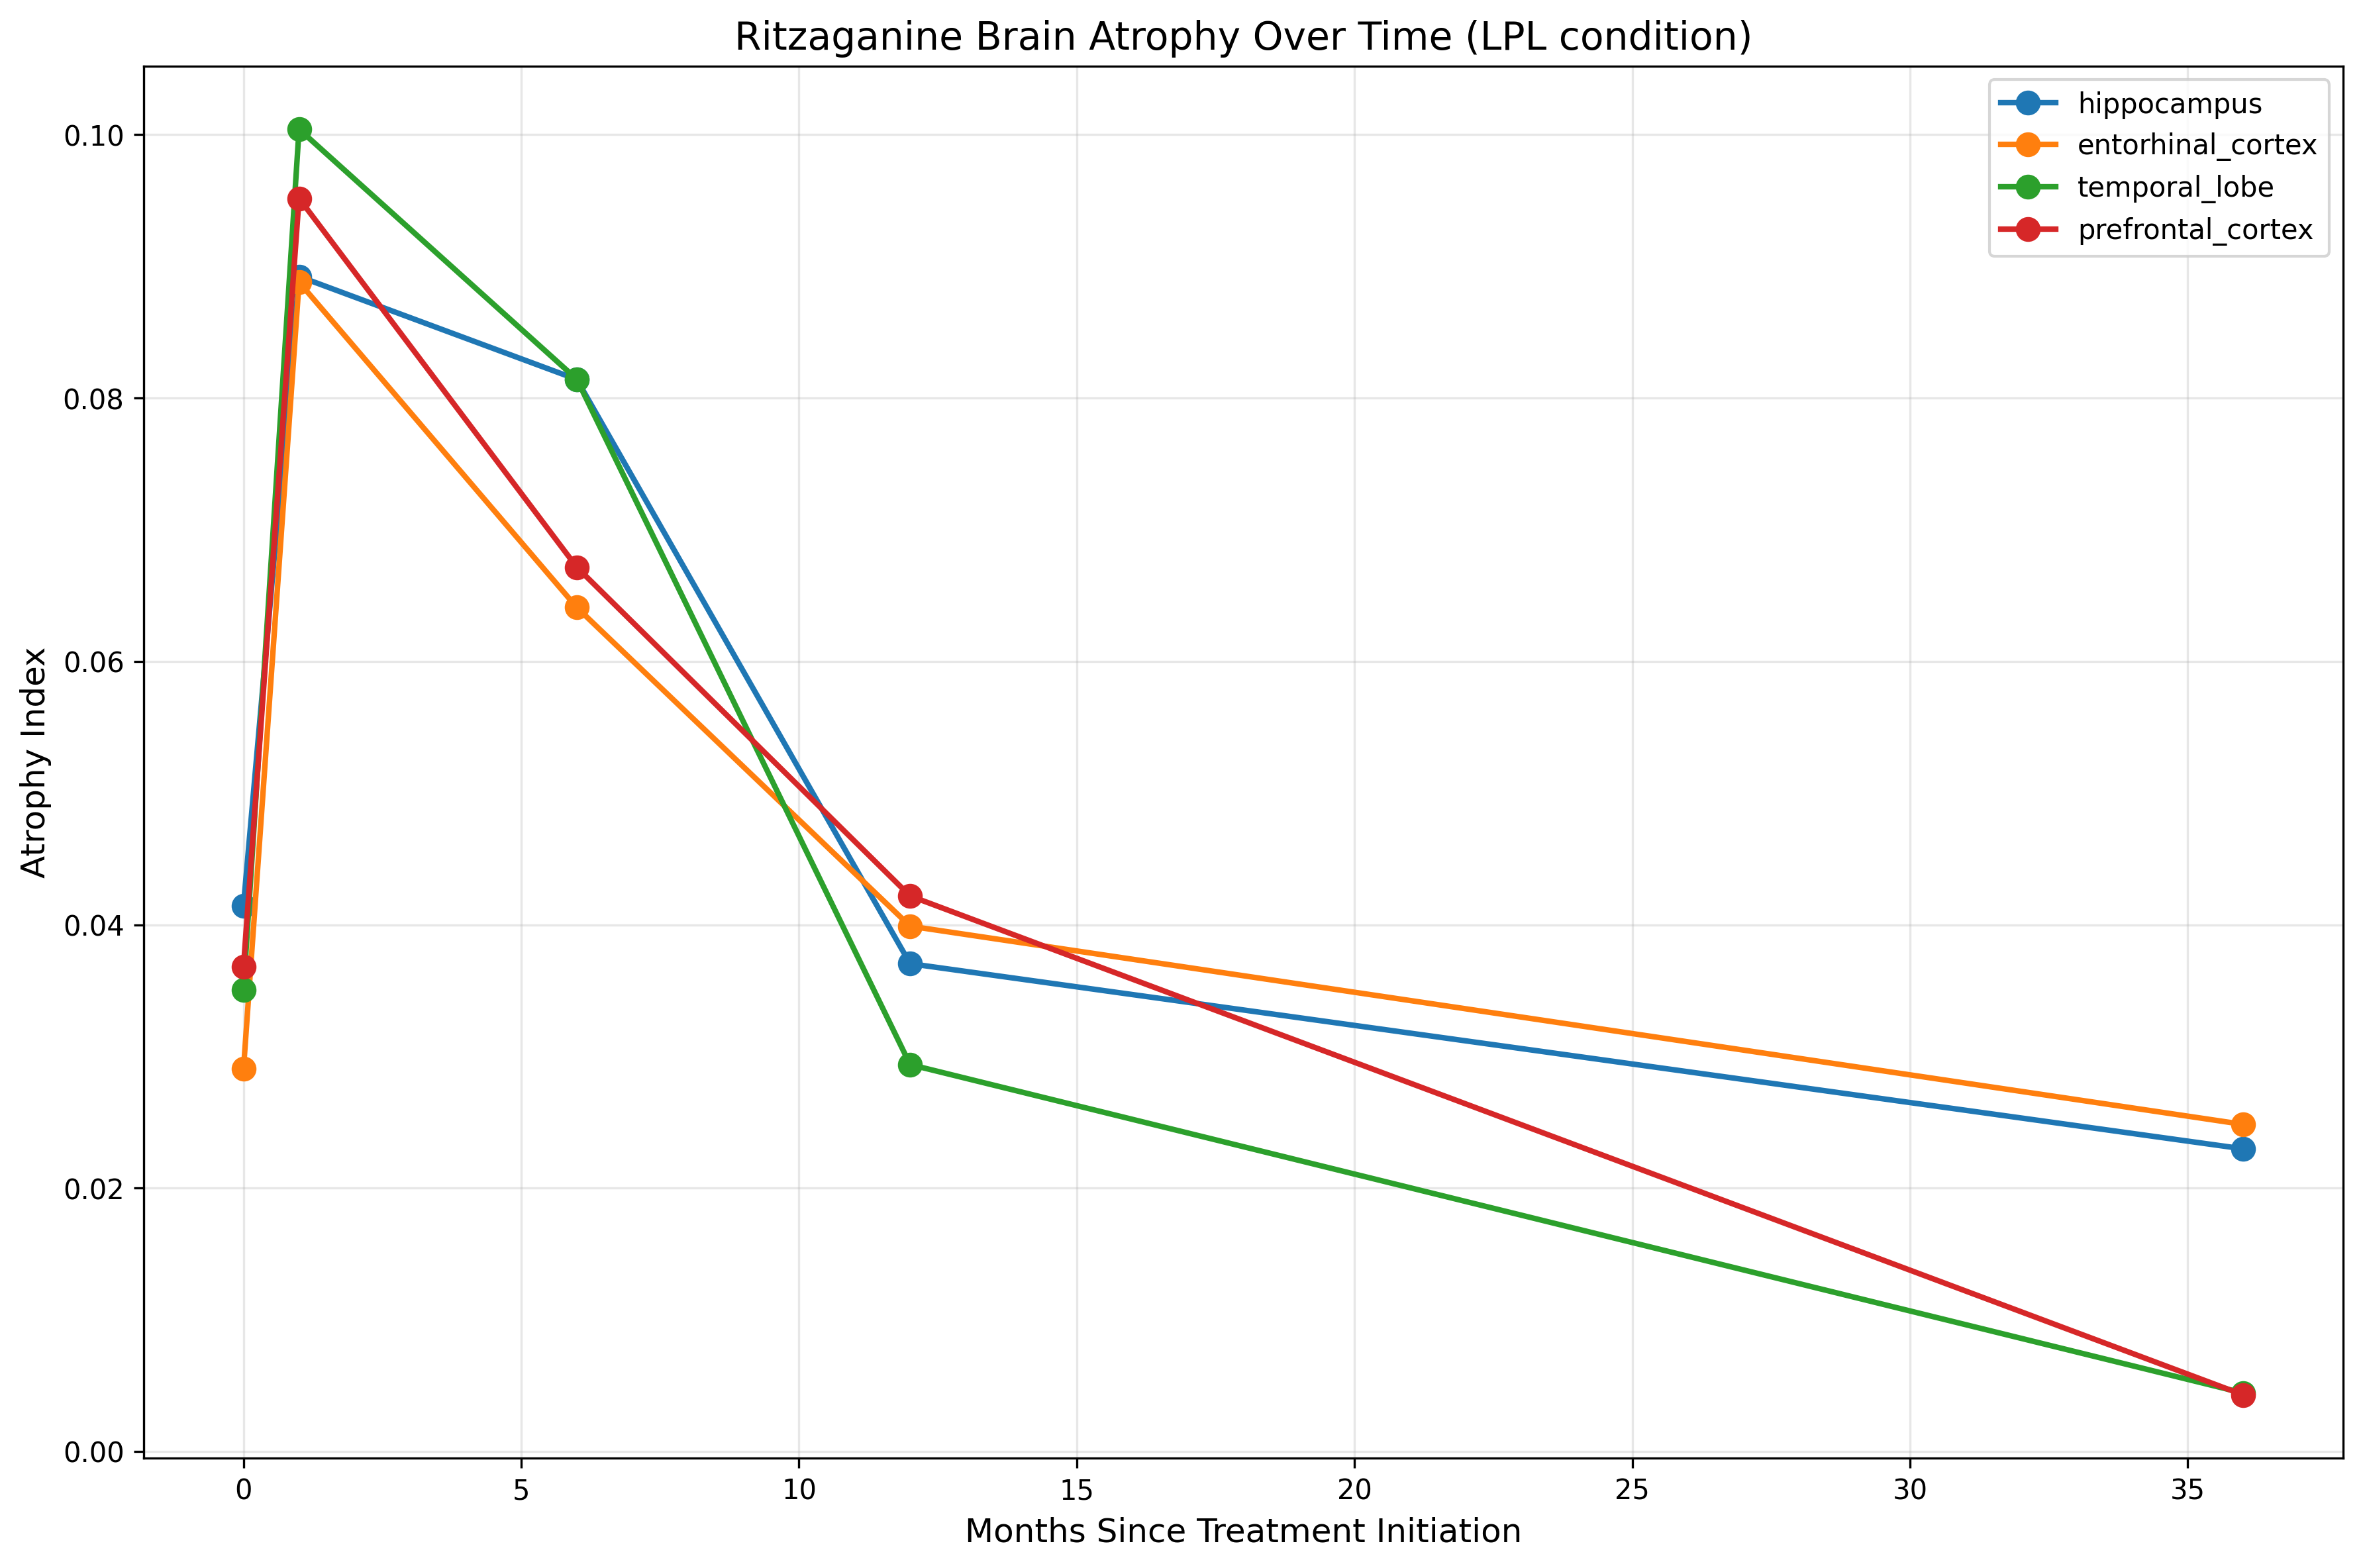 Ritzaganine Brain Atrophy Over Time (LPL condition)
hippocampus
entorhinal_cortex
temporal_lobe
prefrontal_cortex
Atrophy Index
0.10
0.08
0.06
0.04
0.02
0.00
0 5 10 15 20 25 30 35
Months Since Treatment Initiation